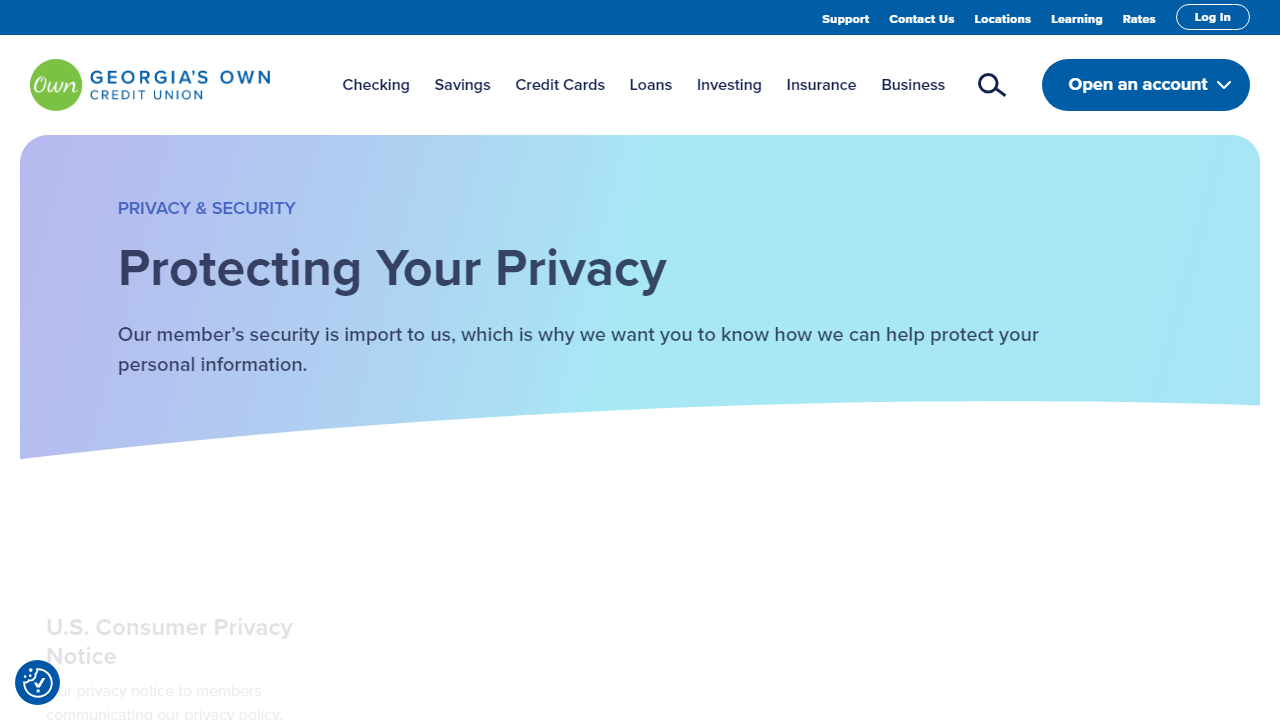 Support Contact Us Locations Learning Rates Log In
Own GEORGIA'S OWN
CREDIT UNION
Checking Savings Credit Cards Loans Investing Insurance Business Open an account
PRIVACY & SECURITY
Protecting Your Privacy
Our member’s security is import to us, which is why we want you to know how we can help protect your
personal information.
U.S. Consumer Privacy
Notice
privacy notice to members
communicating our privacy policy.